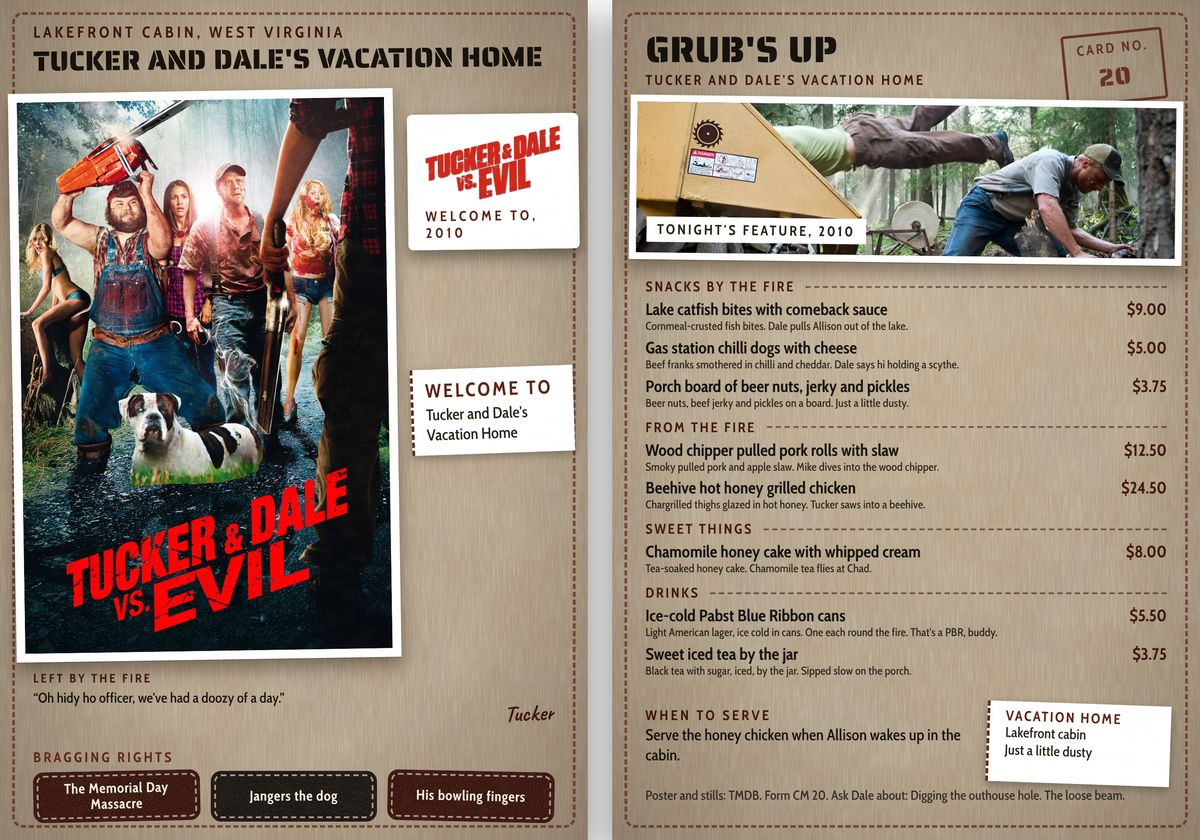 LAKEFRONT CABIN, WEST VIRGINIA
TUCKER AND DALE'S VACATION HOME
TUCKER & DALE
VS. EVIL
WELCOME TO,
2010
WELCOME TO
Tucker and Dale's
Vacation Home
TUCKER & DALE
VS. EVIL
LEFT BY THE FIRE
“Oh hidy ho officer, we've had a doozy of a day.”
Tucker
BRAGGING RIGHTS
The Memorial Day
Massacre
Jangers the dog
His bowling fingers
GRUB'S UP
TUCKER AND DALE'S VACATION HOME
CARD NO.
20
TONIGHT'S FEATURE, 2010
SNACKS BY THE FIRE
Lake catfish bites with comeback sauce $9.00
Cornmeal-crusted fish bites. Dale pulls Allison out of the lake.
Gas station chilli dogs with cheese $5.00
Beef franks smothered in chilli and cheddar. Dale says hi holding a scythe.
Porch board of beer nuts, jerky and pickles $3.75
Beer nuts, beef jerky and pickles on a board. Just a little dusty.
FROM THE FIRE
Wood chipper pulled pork rolls with slaw $12.50
Smoky pulled pork and apple slaw. Mike dives into the wood chipper.
Beehive hot honey grilled chicken $24.50
Chargrilled thighs glazed in hot honey. Tucker saws into a beehive.
SWEET THINGS
Chamomile honey cake with whipped cream $8.00
Tea-soaked honey cake. Chamomile tea flies at Chad.
DRINKS
Ice-cold Pabst Blue Ribbon cans $5.50
Light American lager, ice cold in cans. One each round the fire. That's a PBR, buddy.
Sweet iced tea by the jar $3.75
Black tea with sugar, iced, by the jar. Sipped slow on the porch.
WHEN TO SERVE
Serve the honey chicken when Allison wakes up in the
cabin.
VACATION HOME
Lakefront cabin
Just a little dusty
Poster and stills: TMDB. Form CM 20. Ask Dale about: Digging the outhouse hole. The loose beam.